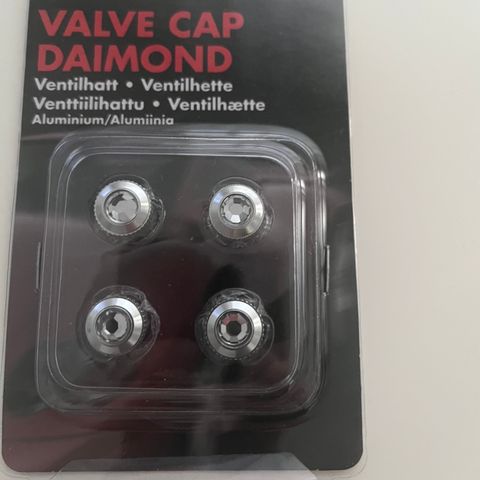 VALVE CAP
DAIMOND
Ventilhatt • Ventilhette
Venttiilihattu • Ventilhætte
Aluminium/Alumiinia